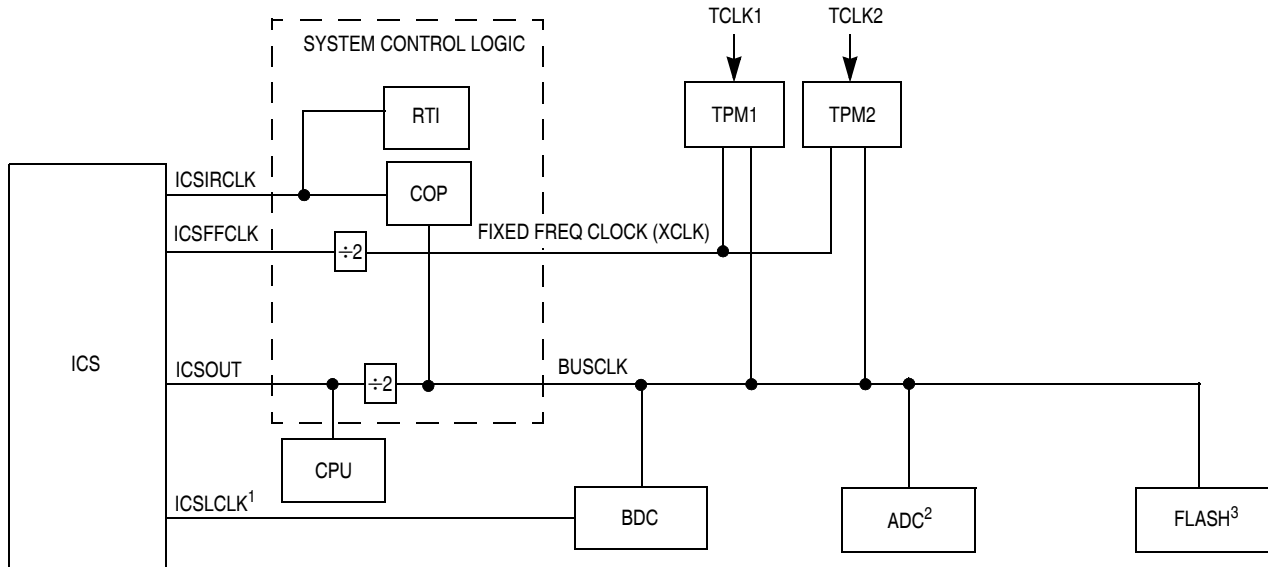 TCLK1
TCLK2
SYSTEM CONTROL LOGIC
RTI
TPM1
TPM2
ICSIRCLK
COP
ICSFFCLK
÷2
FIXED FREQ CLOCK (XCLK)
ICS
ICSOUT
÷2
BUSCLK
CPU
ICSLCLK1
BDC
ADC2
FLASH3